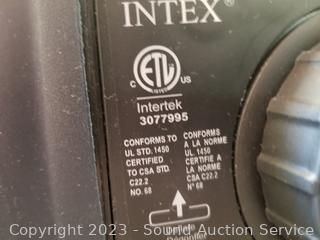 INTEX®
ETL
C US
Intertek
3077995
CONFORMS TO
UL STD. 1450
CERTIFIED
TO CSA STD.
C22.2
NO. 68
CONFORMS
A LA NORME
UL. 1450
CERTIFIE A
LA NORME
CSA C22.2
N° 68
Copyright 2023 - Sound Auction Service